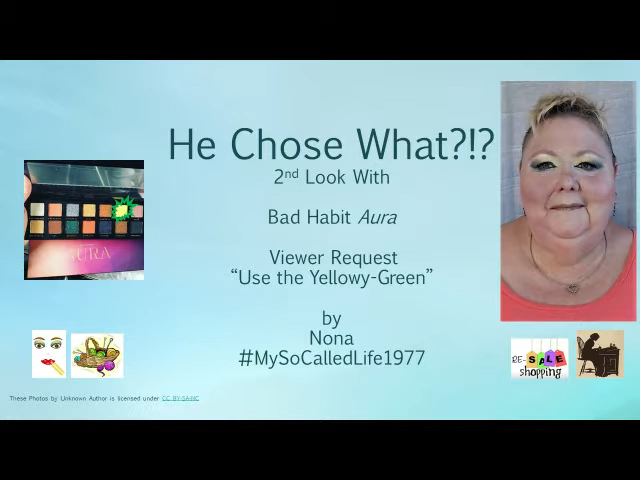 He Chose What?!?
2nd Look With
Bad Habit Aura
Viewer Request
“Use the Yellowy-Green”
by
Nona
#MySoCalledLife1977
AURA
RE-SALE
shopping
These Photos by Unknown Author is licensed under CC BY-SA-NC